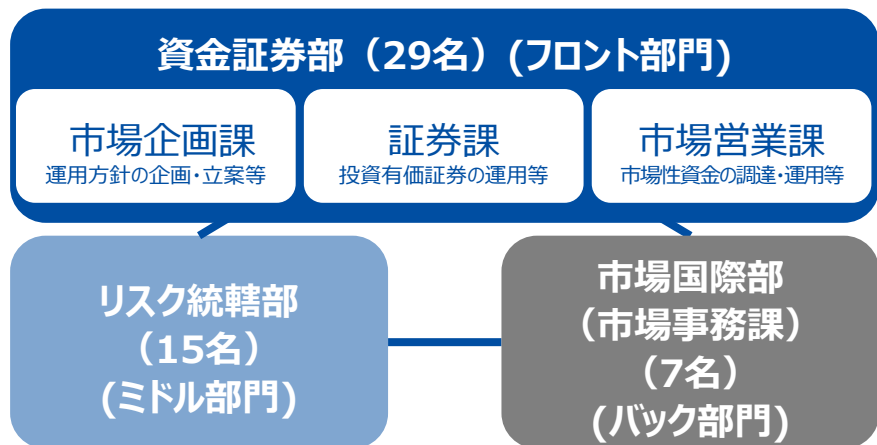 資金証券部（29名）(フロント部門)
市場企画課
運用方針の企画・立案等
証券課
投資有価証券の運用等
市場営業課
市場性資金の調達・運用等
リスク統轄部
（15名）
(ミドル部門)
市場国際部
（市場事務課）
（7名）
(バック部門)